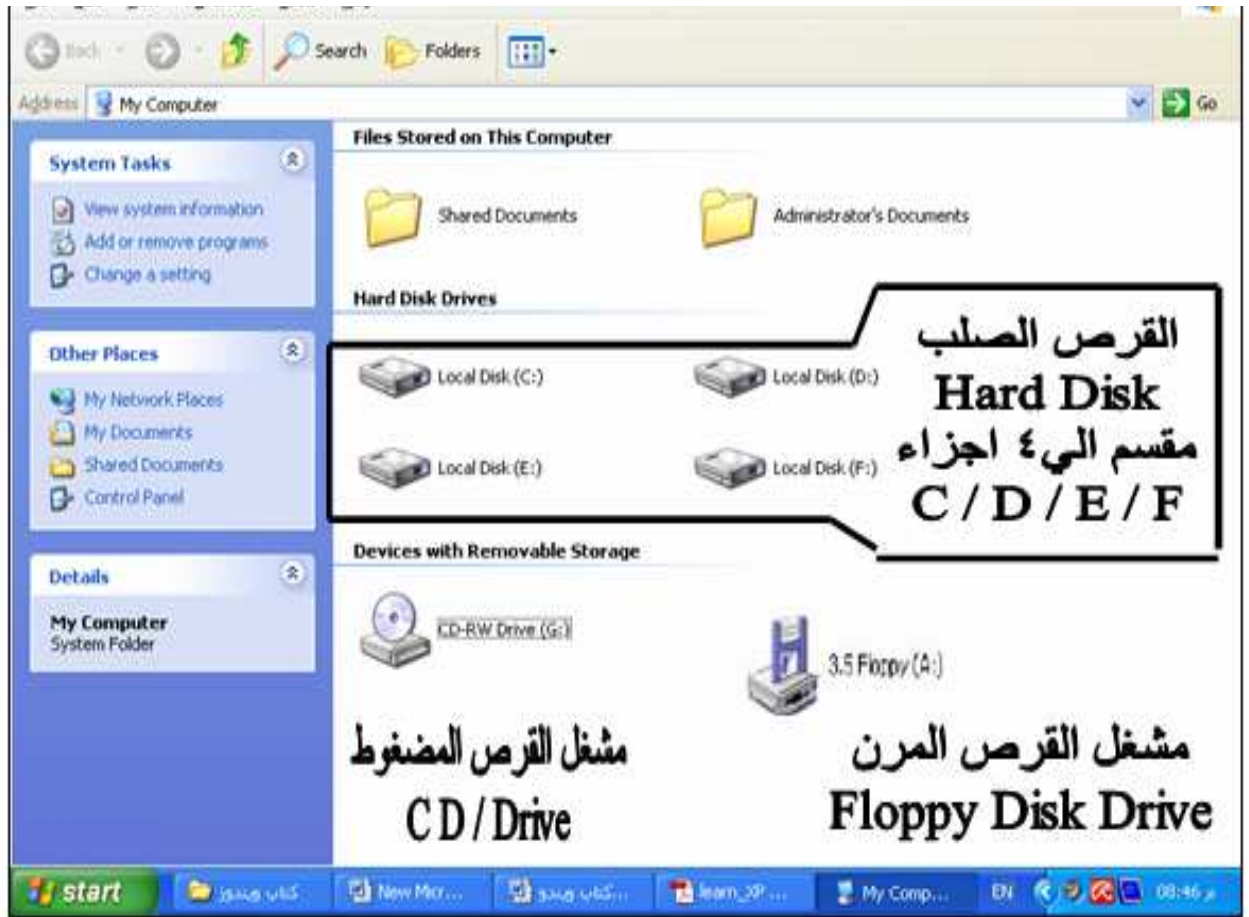 Back
Search
Folders
Address
My Computer
Go
System Tasks
View system information
Add or remove programs
Change a setting
Other Places
My Network Places
My Documents
Shared Documents
Control Panel
Details
My Computer
System Folder
Files Stored on This Computer
Shared Documents
Administrator's Documents
Hard Disk Drives
Local Disk (C:)
Local Disk (D:)
Local Disk (E:)
Local Disk (F:)
القرص الصلب
Hard Disk
مقسم الي٤ اجزاء
C / D / E / F
Devices with Removable Storage
CD-RW Drive (G:)
3.5 Floppy (A:)
مشغل القرص المضغوط
C D / Drive
مشغل القرص المرن
Floppy Disk Drive
start
كتاب ويندوز
New Micr...
كتاب ويندو...
learn_XP ...
My Comp...
EN
08:46 م